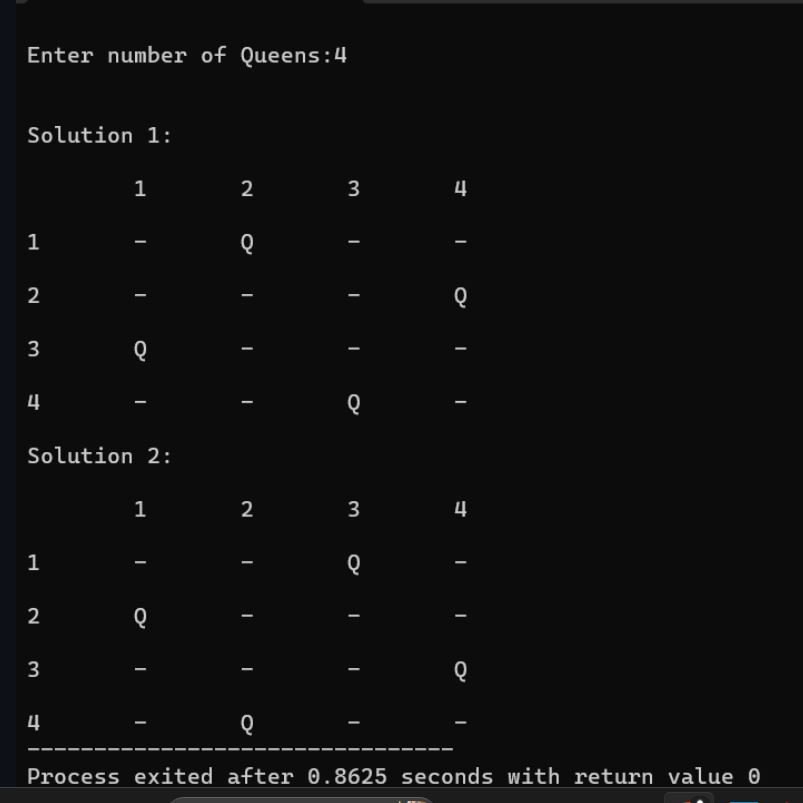 Enter number of Queens:4
Solution 1:
1 2 3 4
1 - Q - -
2 - - - Q
3 Q - - -
4 - - Q -
Solution 2:
1 2 3 4
1 - - Q -
2 Q - - -
3 - - - Q
4 - Q - -
--------------------------------
Process exited after 0.8625 seconds with return value 0